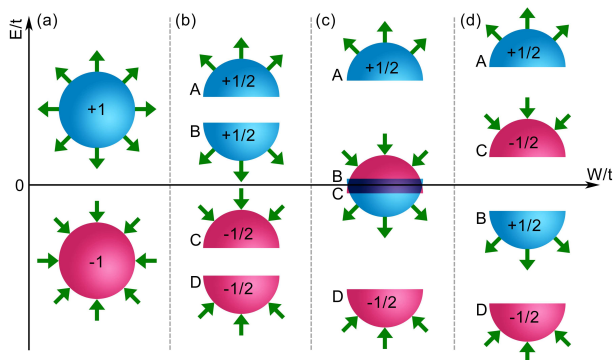 E/t
(a)
(b)
(c)
(d)
+1
-1
A
+1/2
B
+1/2
C
-1/2
D
-1/2
A
+1/2
B
C
D
-1/2
A
+1/2
C
-1/2
B
+1/2
D
-1/2
0
W/t